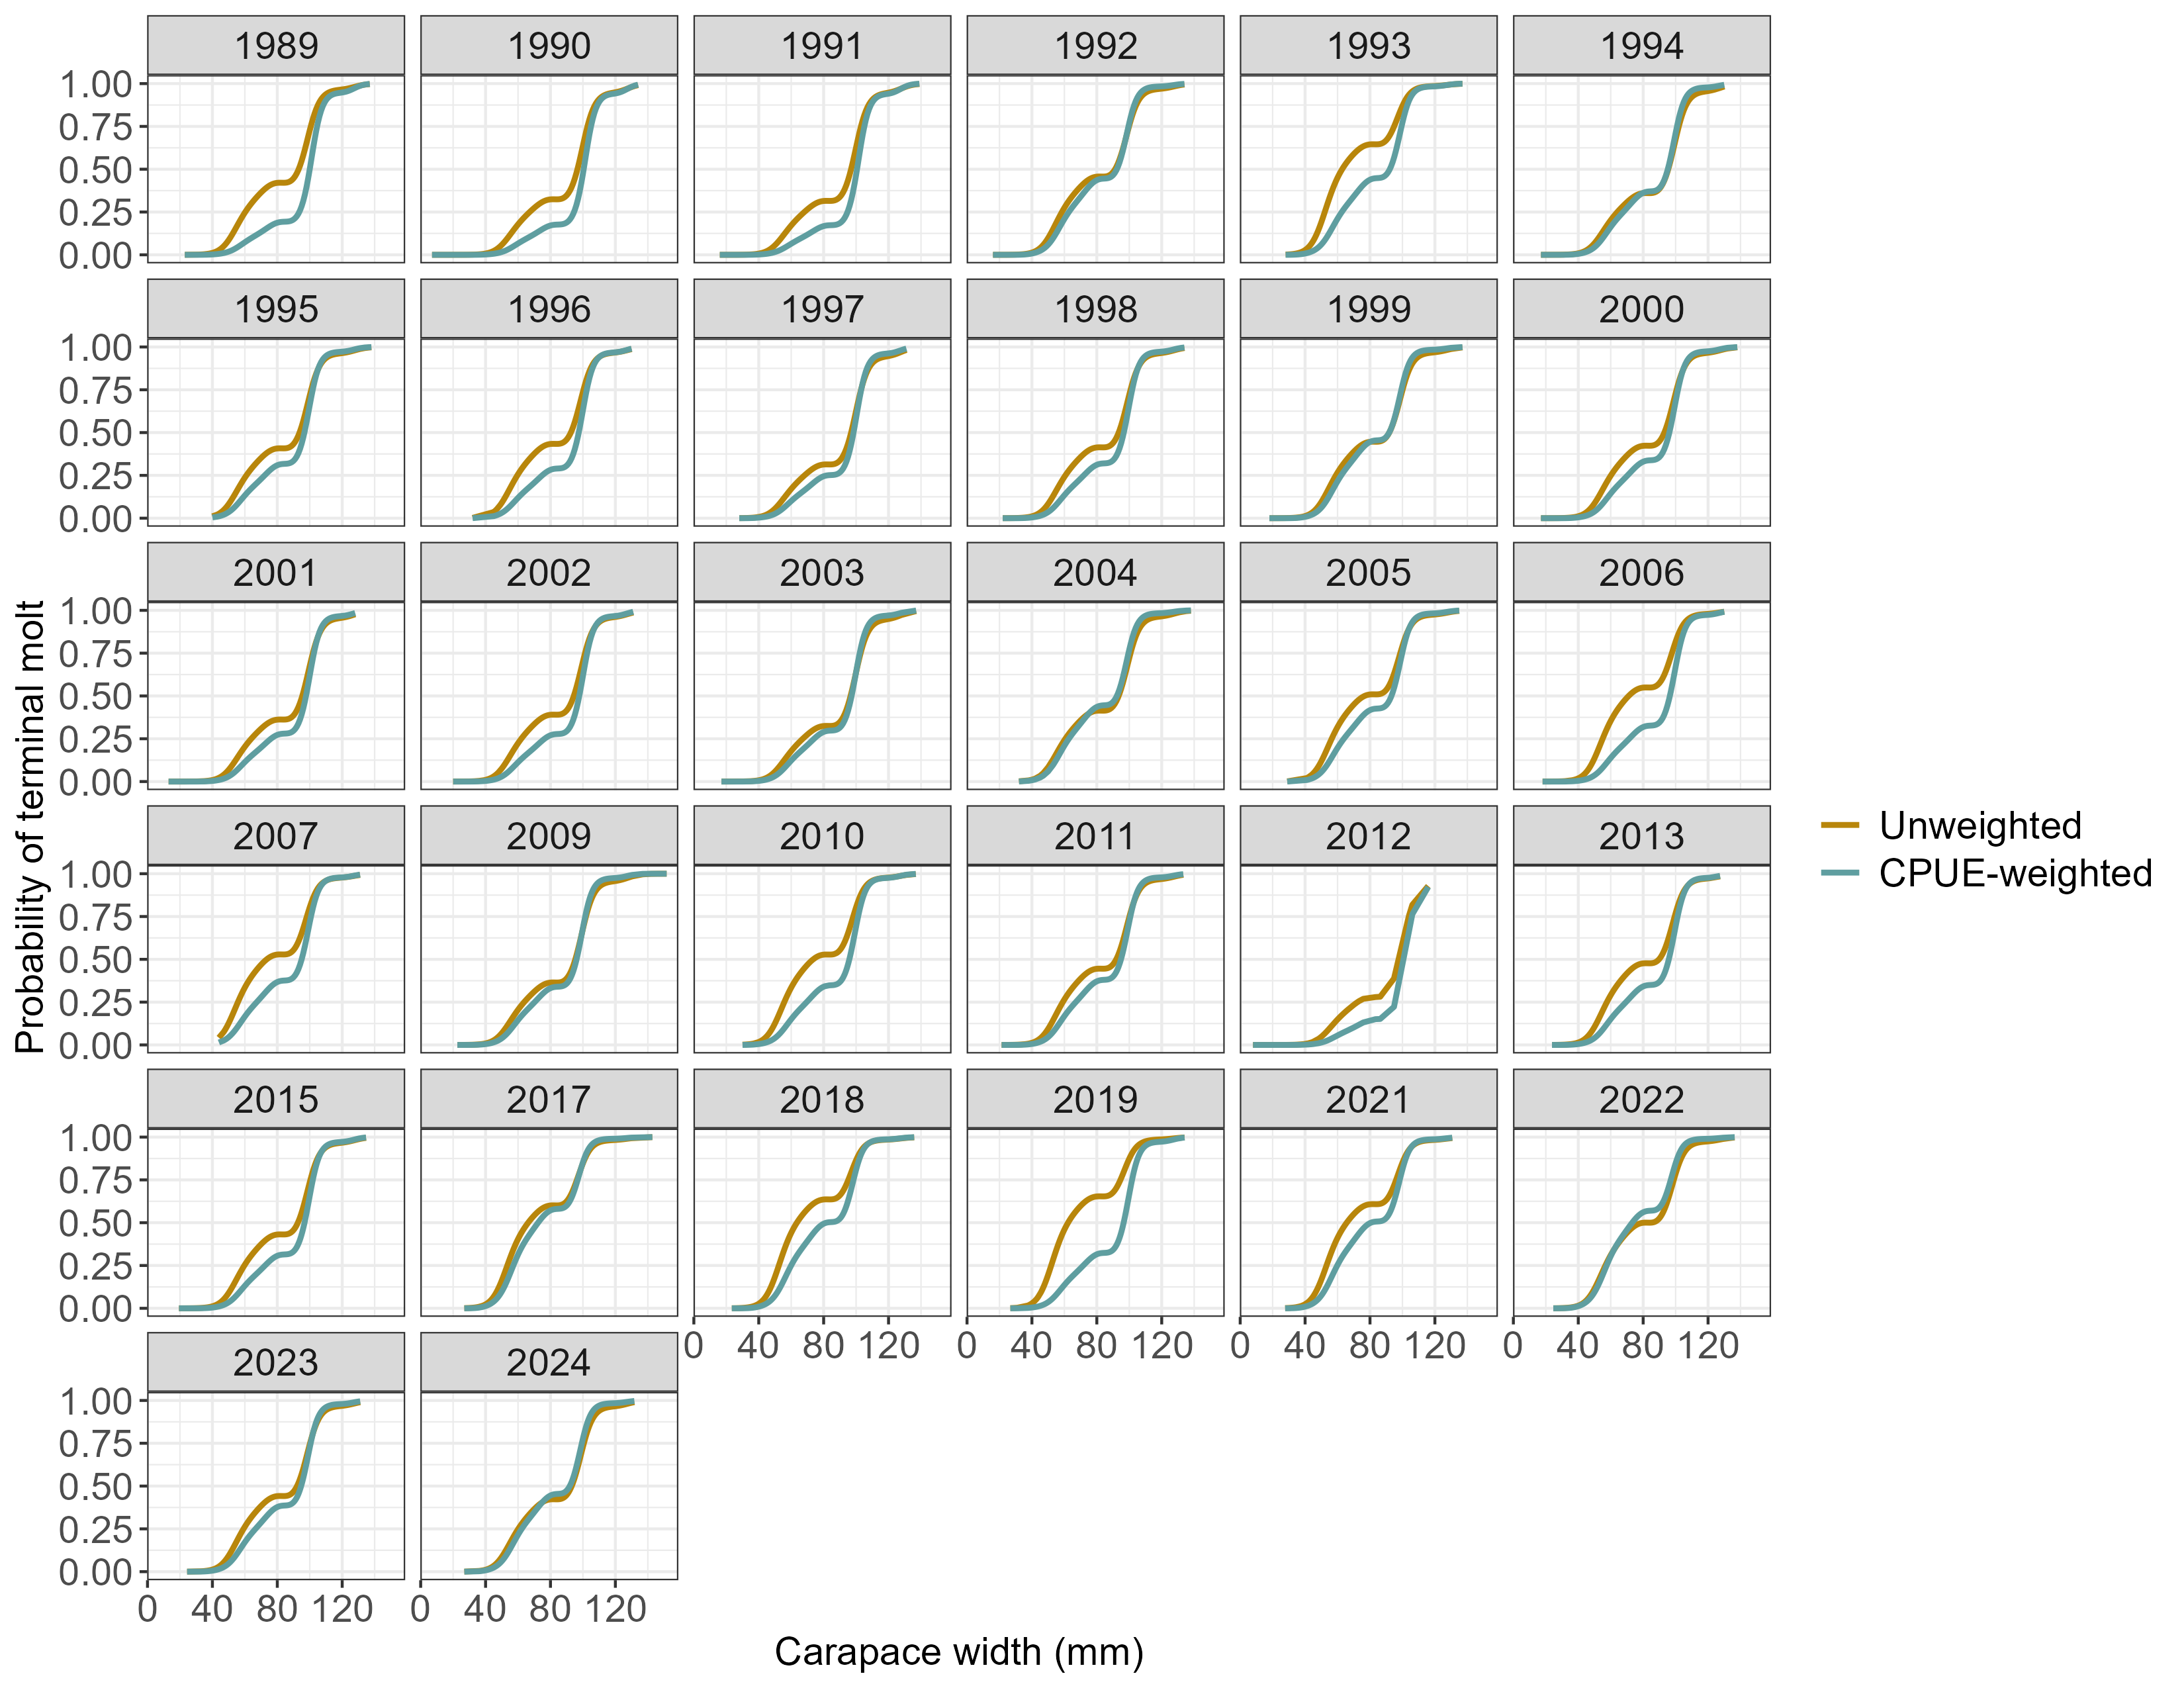 1989 1990 1991 1992 1993 1994
1.00
0.75
0.50
0.25
0.00
1995 1996 1997 1998 1999 2000
1.00
0.75
0.50
0.25
0.00
2001 2002 2003 2004 2005 2006
1.00
0.75
0.50
0.25
0.00
2007 2009 2010 2011 2012 2013
1.00
0.75
0.50
0.25
0.00
2015 2017 2018 2019 2021 2022
1.00
0.75
0.50
0.25
0.00
0 40 80 120 0 40 80 120 0 40 80 120 0 40 80 120
2023 2024
1.00
0.75
0.50
0.25
0.00
0 40 80 120 0 40 80 120
Carapace width (mm)
Probability of terminal molt
Unweighted
CPUE-weighted